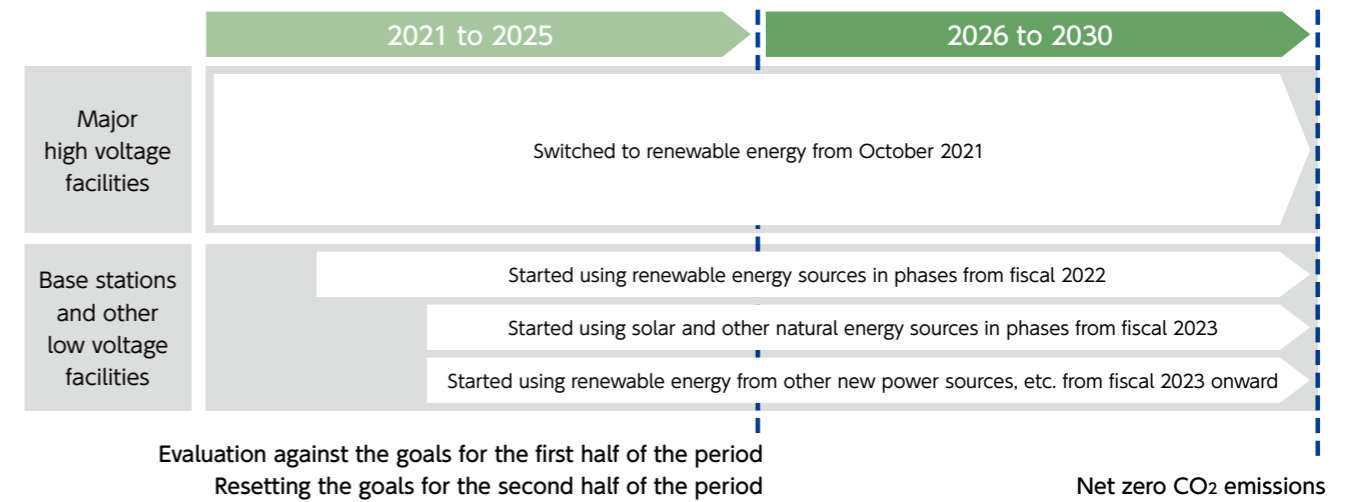 2021 to 2025
2026 to 2030
Major
high voltage
facilities
Switched to renewable energy from October 2021
Base stations
and other
low voltage
facilities
Started using renewable energy sources in phases from fiscal 2022
Started using solar and other natural energy sources in phases from fiscal 2023
Started using renewable energy from other new power sources, etc. from fiscal 2023 onward
Evaluation against the goals for the first half of the period
Resetting the goals for the second half of the period
Net zero CO2 emissions